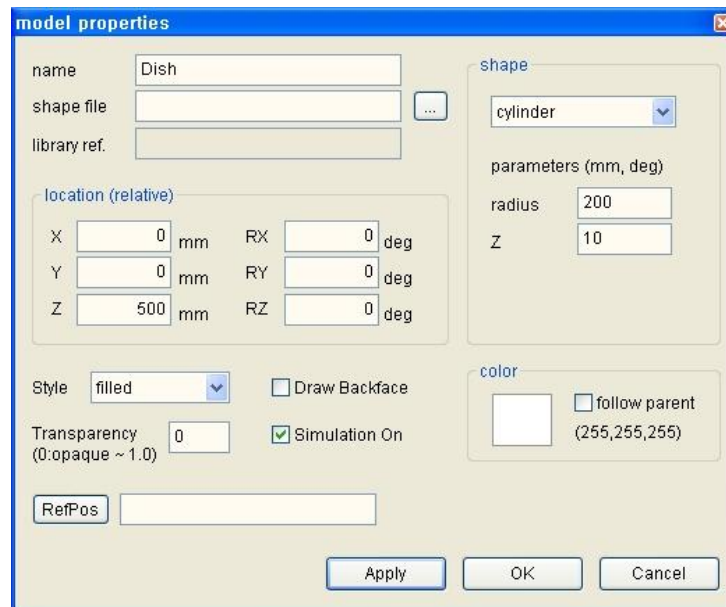 model properties
name Dish
shape file ...
library ref.
location (relative)
X 0 mm RX 0 deg
Y 0 mm RY 0 deg
Z 500 mm RZ 0 deg
shape
cylinder
parameters (mm, deg)
radius 200
Z 10
Style filled Draw Backface
Transparency 0 Simulation On
(0:opaque ~ 1.0)
color
follow parent
(255,255,255)
RefPos
Apply OK Cancel